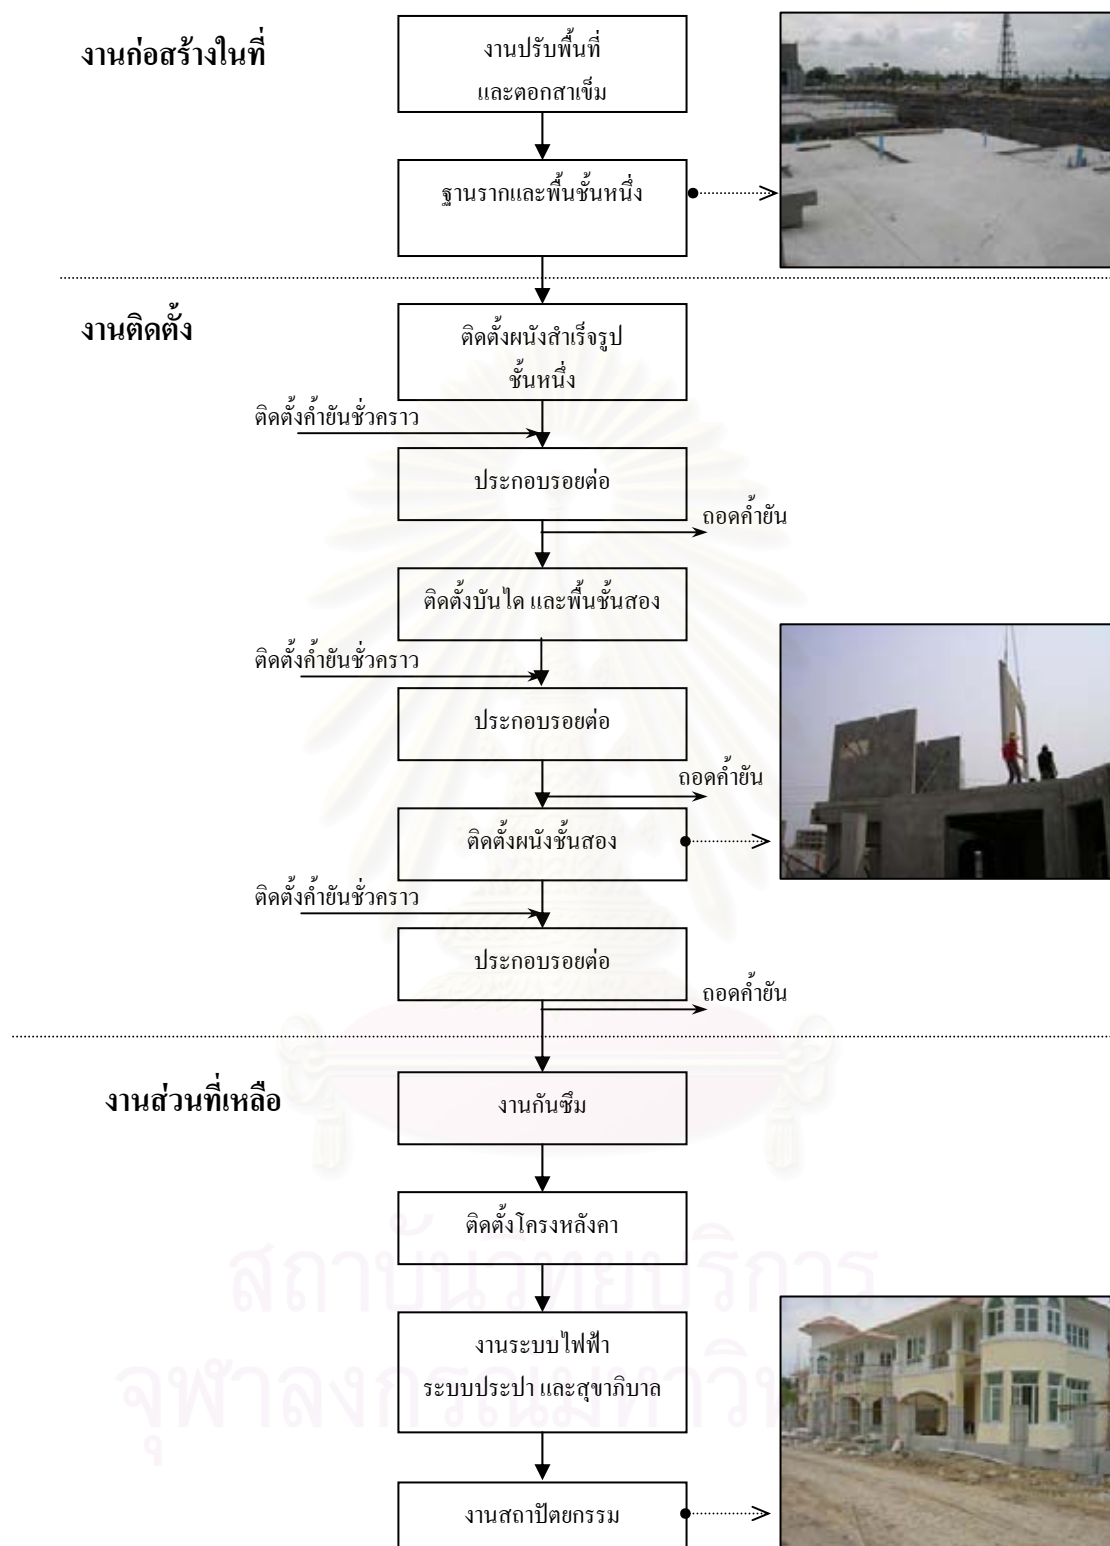 งานก่อสร้างในที่
งานปรับพื้นที่
และตอกสาเข็ม
ฐานรากและพื้นชั้นหนึ่ง
งานติดตั้ง
ติดตั้งผนังสำเร็จรูป
ชั้นหนึ่ง
ติดตั้งค้ำยันชั่วคราว
ประกอบรอยต่อ
ถอดค้ำยัน
ติดตั้งบันได และพื้นชั้นสอง
ติดตั้งค้ำยันชั่วคราว
ประกอบรอยต่อ
ถอดค้ำยัน
ติดตั้งผนังชั้นสอง
ติดตั้งค้ำยันชั่วคราว
ประกอบรอยต่อ
ถอดค้ำยัน
งานส่วนที่เหลือ
งานกันซึม
ติดตั้งโครงหลังคา
สถาบันวิทยบริการ
งานระบบไฟฟ้า
ระบบประปา และสุขาภิบาล
งานสถาปัตยกรรม